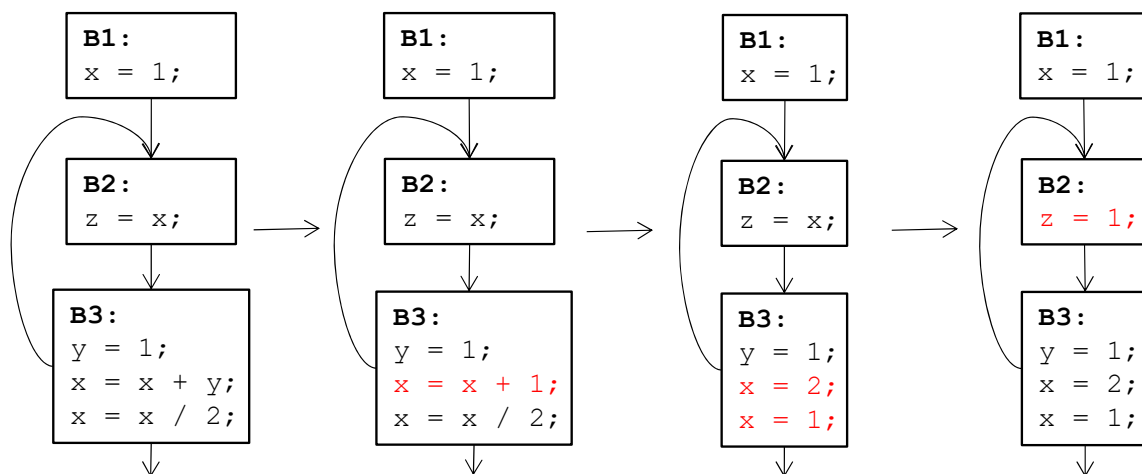 B1:
x = 1;
B2:
z = x;
B3:
y = 1;
x = x + y;
x = x / 2;
B1:
x = 1;
B2:
z = x;
B3:
y = 1;
x = x + 1;
x = x / 2;
B1:
x = 1;
B2:
z = x;
B3:
y = 1;
x = 2;
x = 1;
B1:
x = 1;
B2:
z = 1;
B3:
y = 1;
x = 2;
x = 1;